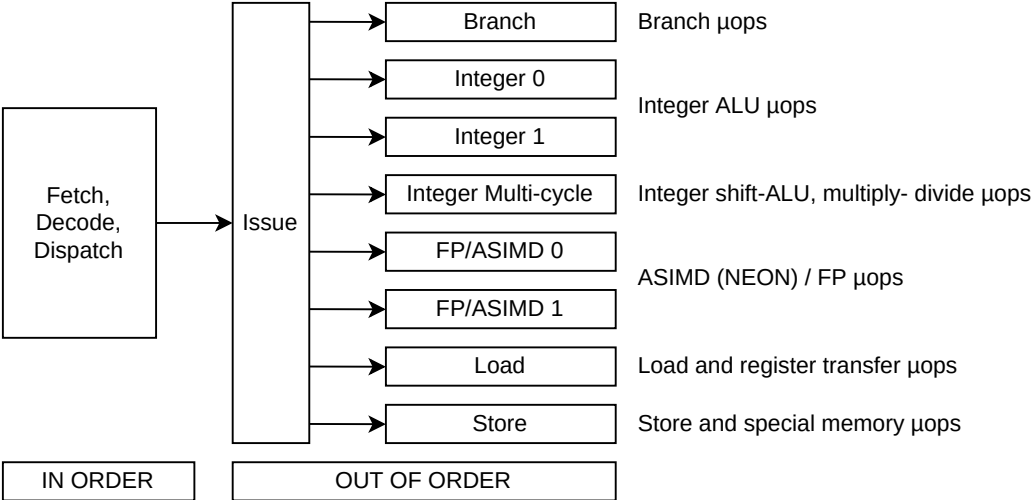 Branch
Branch µops
Integer 0
Integer ALU µops
Integer 1
Fetch,
Decode,
Dispatch
Issue
Integer Multi-cycle
Integer shift-ALU, multiply- divide µops
FP/ASIMD 0
ASIMD (NEON) / FP µops
FP/ASIMD 1
Load
Load and register transfer µops
Store
Store and special memory µops
IN ORDER
OUT OF ORDER